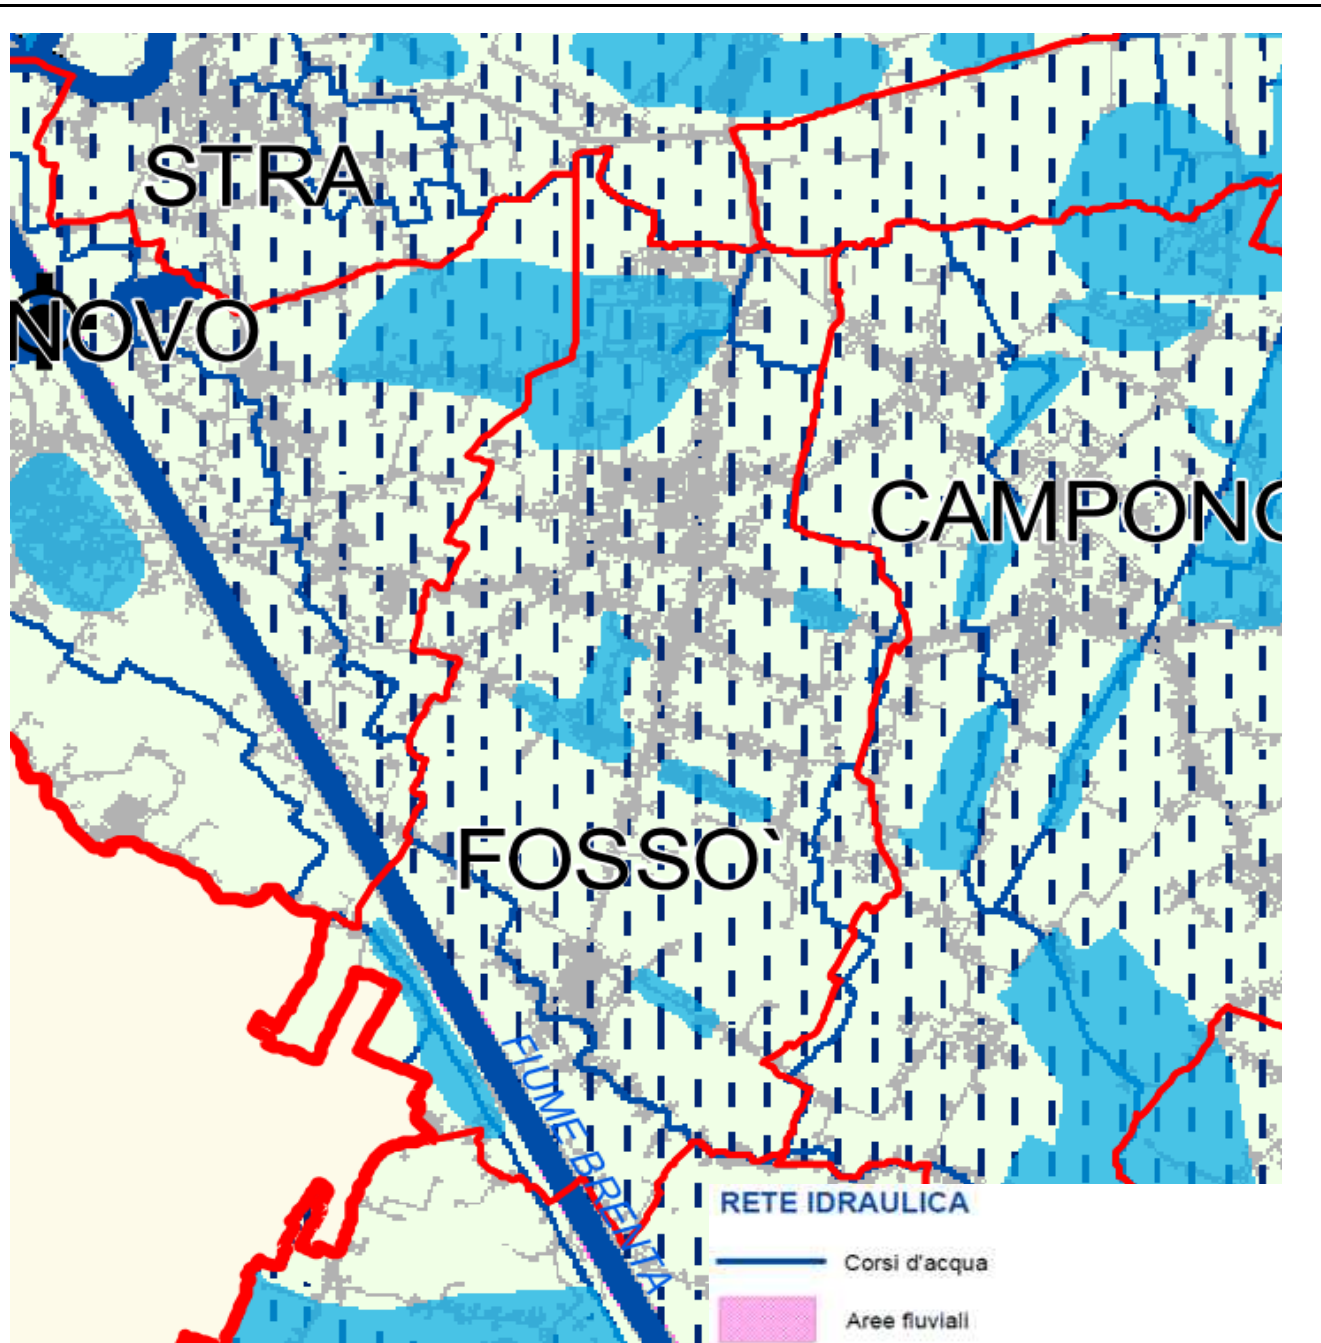 STRA
NOVO
CAMPONO
FOSSO`
FIUME BRENTA
RETE IDRAULICA
Corsi d'acqua
Aree fluviali